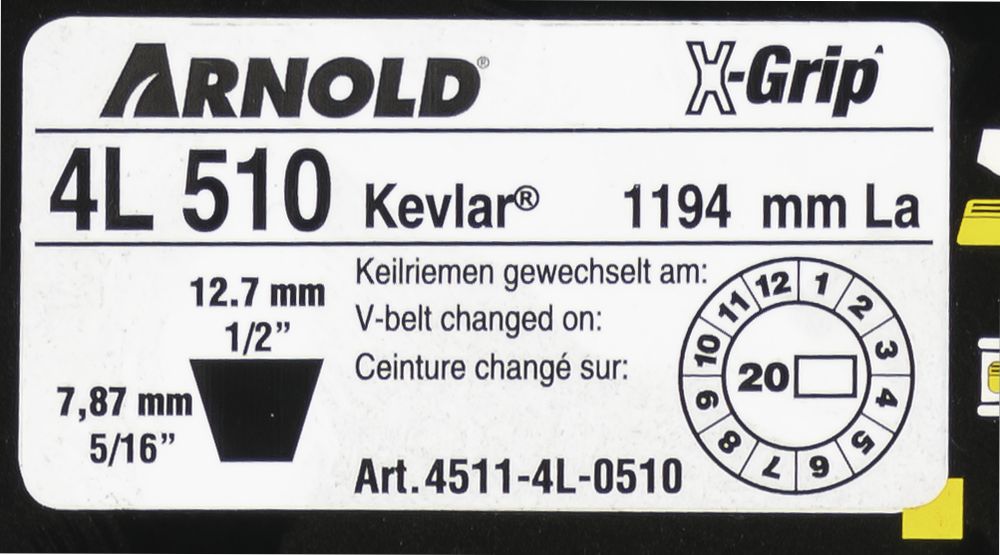 ARNOLD® X-Grip
4L 510 Kevlar® 1194 mm La
12.7 mm
1/2”
7,87 mm
5/16”
Keilriemen gewechselt am:
V-belt changed on:
Ceinture changé sur:
Art.4511-4L-0510
12 1 2 3 4 5 6 7 8 9 10 11
20